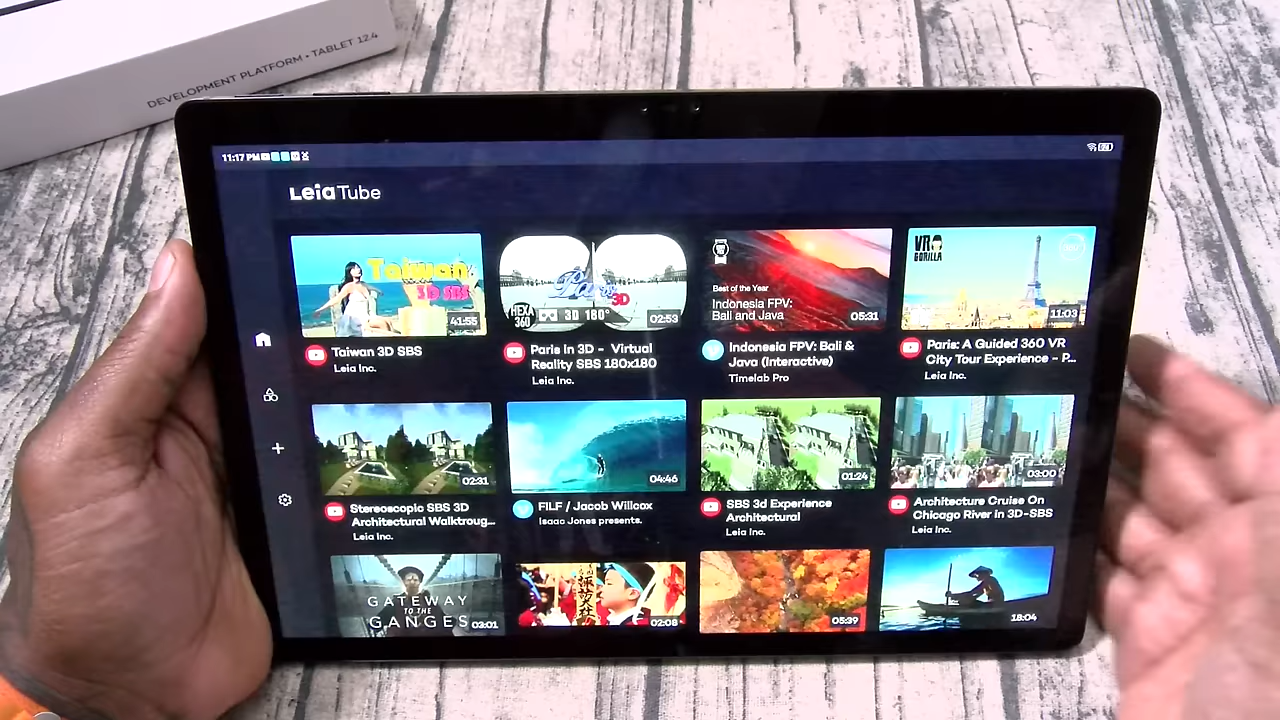 DEVELOPMENT PLATFORM • TABLET 12.4
11:17 PM
LeiaTube
Taiwan
3D SBS
41:55
HEXA
360
Paris
3D
3D 180°
02:53
Best of the Year
Indonesia FPV:
Bali and Java
05:31
VR
GORILLA
11:03
Taiwan 3D SBS
Leia Inc.
Paris in 3D - Virtual
Reality SBS 180x180
Leia Inc.
Indonesia FPV: Bali &
Java (Interactive)
Timelab Pro
Paris: A Guided 360 VR
City Tour Experience - P...
Leia Inc.
02:31
04:46
01:24
03:00
Stereoscopic SBS 3D
Architectural Walktroug...
Leia Inc.
FILF / Jacob Willcox
Isaac Jones presents.
SBS 3d Experience
Architectural
Leia Inc.
Architecture Cruise On
Chicago River in 3D-SBS
Leia Inc.
GATEWAY
TO THE
GANGES
03:01
02:08
05:39
18:04